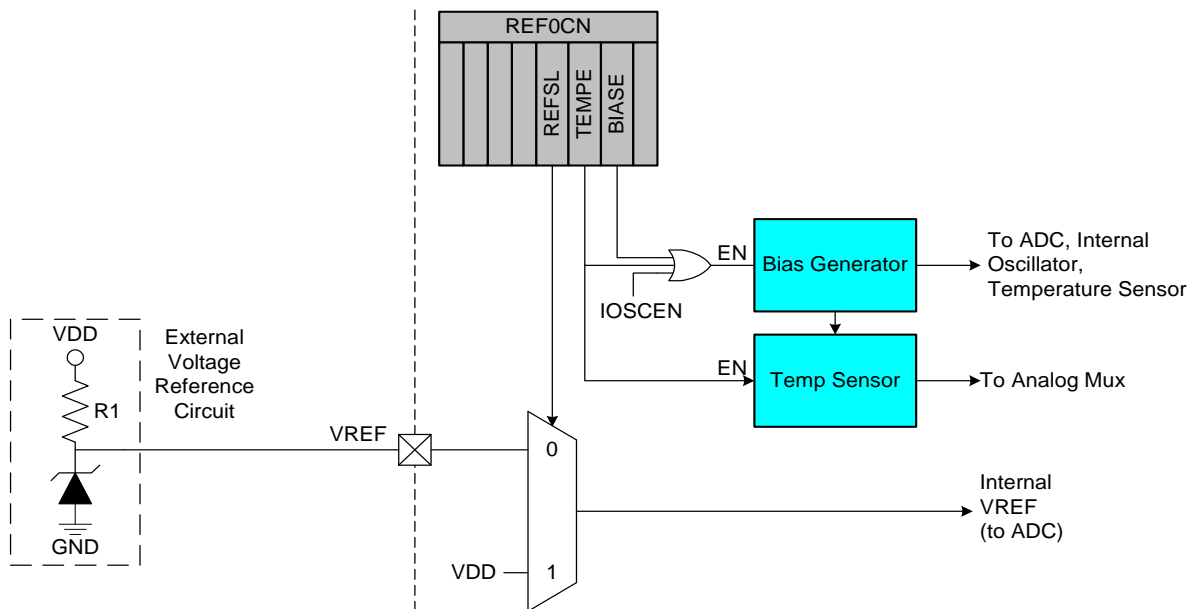 REF0CN
REFSL
TEMPE
BIASE
EN
Bias Generator
To ADC, Internal
Oscillator,
Temperature Sensor
IOSCEN
EN
Temp Sensor
To Analog Mux
VDD
R1
GND
External
Voltage
Reference
Circuit
VREF
0
VDD
1
Internal
VREF
(to ADC)